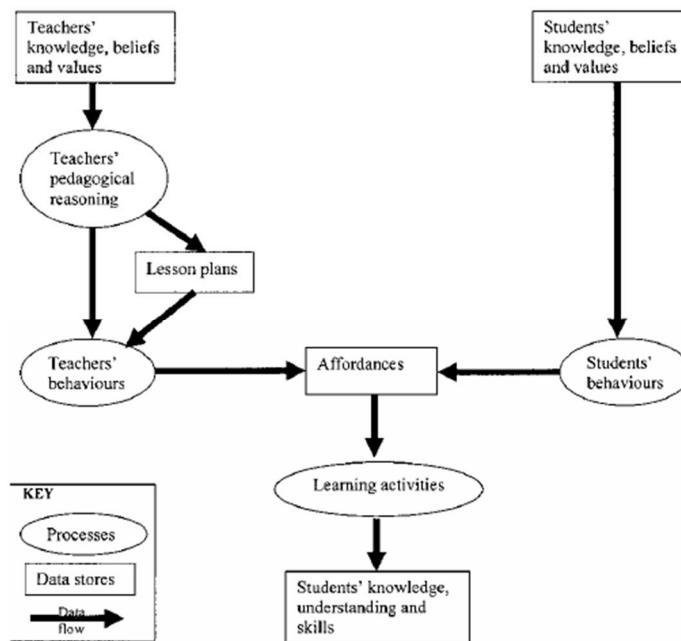 Teachers'
knowledge, beliefs
and values
Students'
knowledge, beliefs
and values
Teachers'
pedagogical
reasoning
Lesson plans
Teachers'
behaviours
Affordances
Students'
behaviours
Learning activities
KEY
Processes
Data stores
Data
flow
Students' knowledge,
understanding and
skills